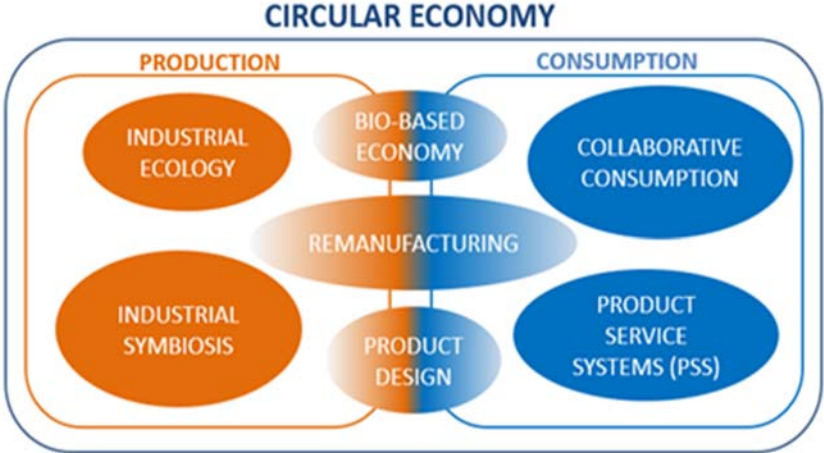 CIRCULAR ECONOMY
PRODUCTION
CONSUMPTION
INDUSTRIAL
ECOLOGY
BIO-BASED
ECONOMY
COLLABORATIVE
CONSUMPTION
REMANUFACTURING
INDUSTRIAL
SYMBIOSIS
PRODUCT
DESIGN
PRODUCT
SERVICE
SYSTEMS (PSS)